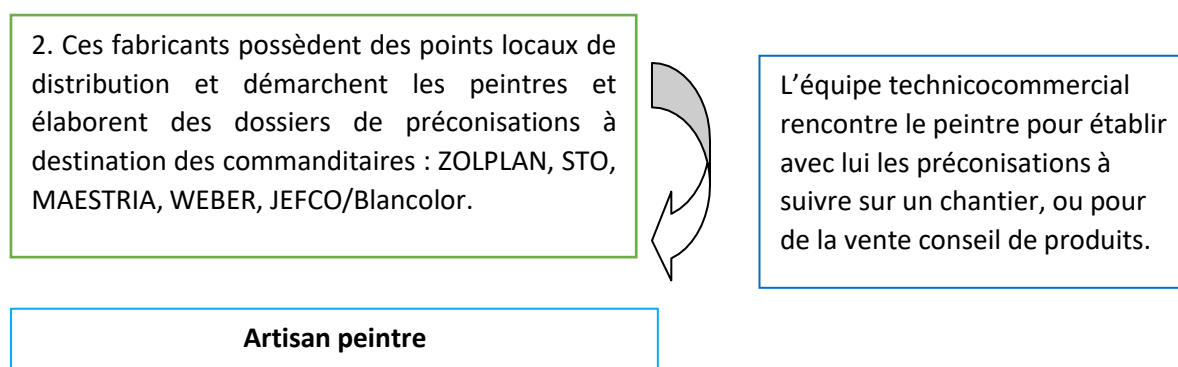 2. Ces fabricants possèdent des points locaux de
distribution et démarchent les peintres et
élaborent des dossiers de préconisations à
destination des commanditaires : ZOLPLAN, STO,
MAESTRIA, WEBER, JEFCO/Blancolor.
L’équipe technicocommercial
rencontre le peintre pour établir
avec lui les préconisations à
suivre sur un chantier, ou pour
de la vente conseil de produits.
Artisan peintre